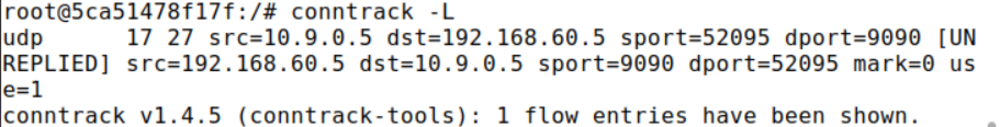 root@5ca51478f17f:/# conntrack -L
udp      17 27 src=10.9.0.5 dst=192.168.60.5 sport=52095 dport=9090 [UN
REPLIED] src=192.168.60.5 dst=10.9.0.5 sport=9090 dport=52095 mark=0 us
e=1
conntrack v1.4.5 (conntrack-tools): 1 flow entries have been shown.